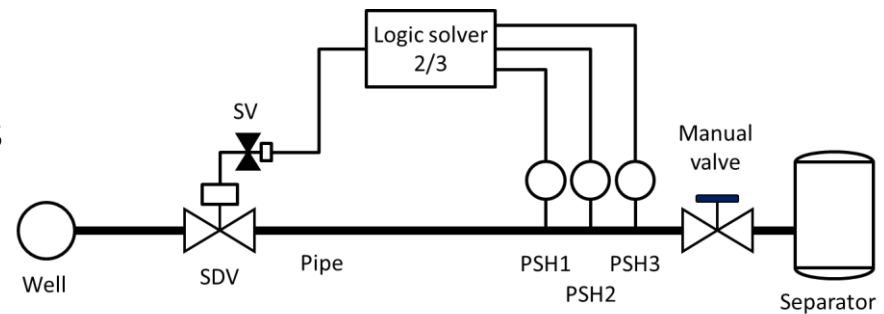 Logic solver
2/3
SV
Manual
valve
Well
SDV
Pipe
PSH1
PSH2
PSH3
Separator